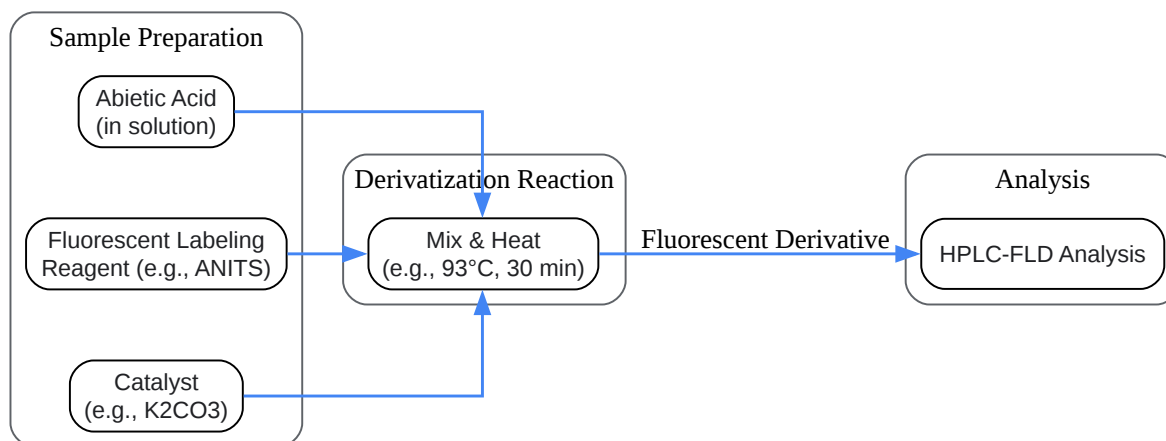 Sample Preparation
Abietic Acid
(in solution)
Fluorescent Labeling
Reagent (e.g., ANITS)
Catalyst
(e.g., K2CO3)
Derivatization Reaction
Mix & Heat
(e.g., 93°C, 30 min)
Fluorescent Derivative
Analysis
HPLC-FLD Analysis